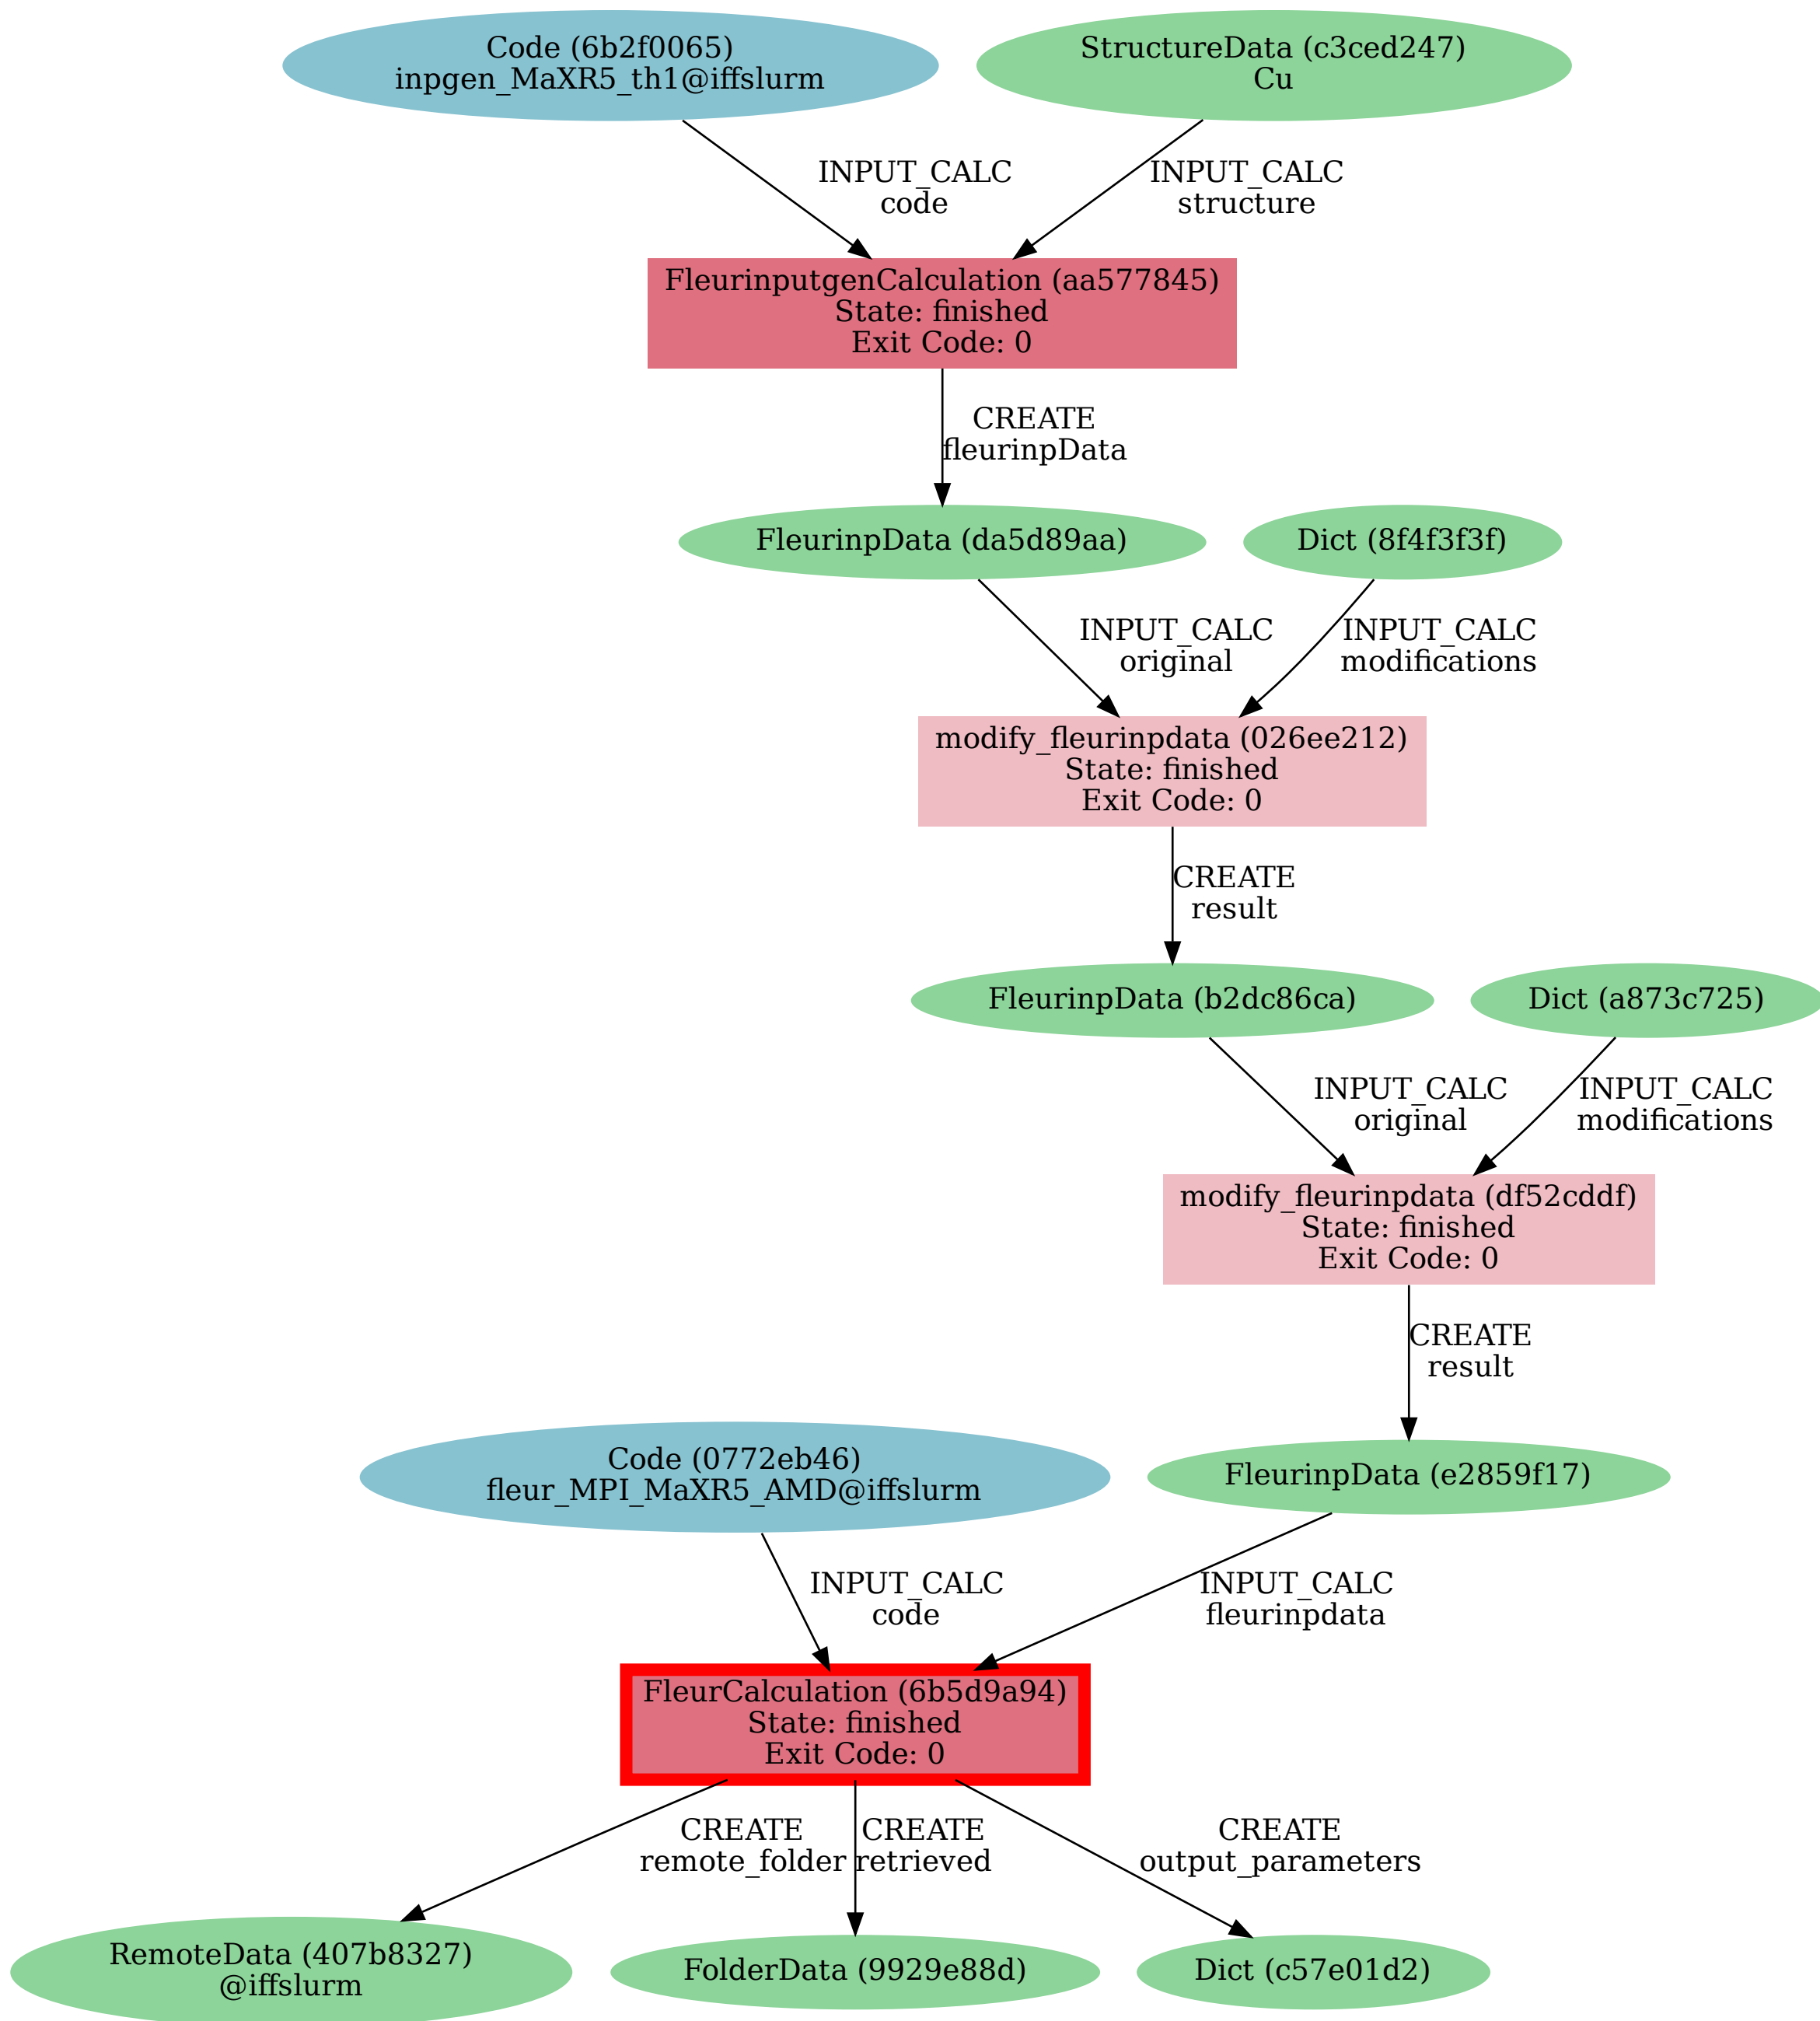 Code (6b2f0065)
inpgen_MaXR5_th1@iffslurm
StructureData (c3ced247)
Cu
INPUT_CALC
code
INPUT_CALC
structure
FleurinputgenCalculation (aa577845)
State: finished
Exit Code: 0
CREATE
fleurinpData
FleurinpData (da5d89aa)
Dict (8f4f3f3f)
INPUT_CALC
original
INPUT_CALC
modifications
modify_fleurinpdata (026ee212)
State: finished
Exit Code: 0
CREATE
result
FleurinpData (b2dc86ca)
Dict (a873c725)
INPUT_CALC
original
INPUT_CALC
modifications
modify_fleurinpdata (df52cddf)
State: finished
Exit Code: 0
CREATE
result
Code (0772eb46)
fleur_MPI_MaXR5_AMD@iffslurm
FleurinpData (e2859f17)
INPUT_CALC
code
INPUT_CALC
fleurinpdata
FleurCalculation (6b5d9a94)
State: finished
Exit Code: 0
CREATE
remote_folder
CREATE
retrieved
CREATE
output_parameters
RemoteData (407b8327)
@iffslurm
FolderData (9929e88d)
Dict (c57e01d2)